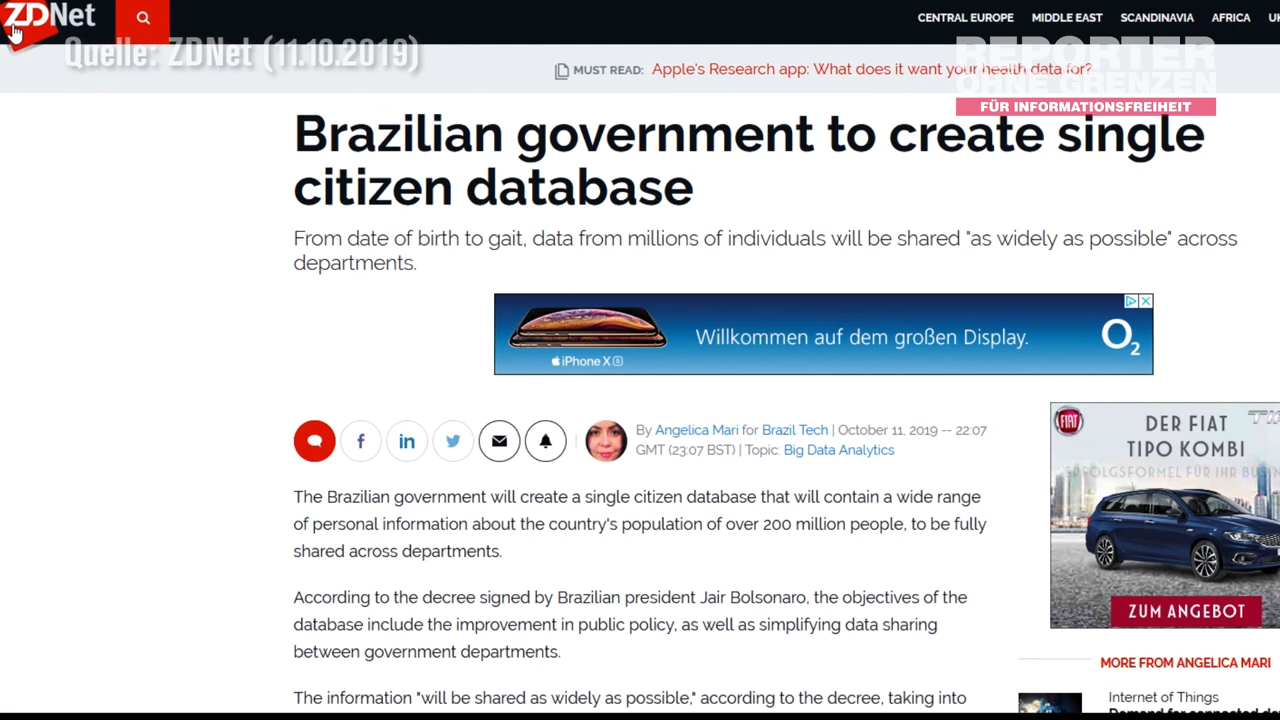 ZDNet
CENTRAL EUROPE MIDDLE EAST SCANDINAVIA AFRICA
Quelle: ZDNet (11.10.2019)
REPORTER
OHNE GRENZEN
FÜR INFORMATIONSFREIHEIT
MUST READ: Apple's Research app: What does it want your health data for?
Brazilian government to create single
citizen database
From date of birth to gait, data from millions of individuals will be shared "as widely as possible" across
departments.
Willkommen auf dem großen Display.
O2
iPhone XS
By Angelica Mari for Brazil Tech | October 11, 2019 -- 22:07
GMT (23:07 BST) | Topic: Big Data Analytics
The Brazilian government will create a single citizen database that will contain a wide range
of personal information about the country's population of over 200 million people, to be fully
shared across departments.
According to the decree signed by Brazilian president Jair Bolsonaro, the objectives of the
database include the improvement in public policy, as well as simplifying data sharing
between government departments.
The information "will be shared as widely as possible," according to the decree, taking into
FIAT
DER FIAT
TIPO KOMBI
ERFOLGSFORMEL FÜR IHR
ZUM ANGEBOT
MORE FROM ANGELICA MARI
Internet of Things
Demand for connected